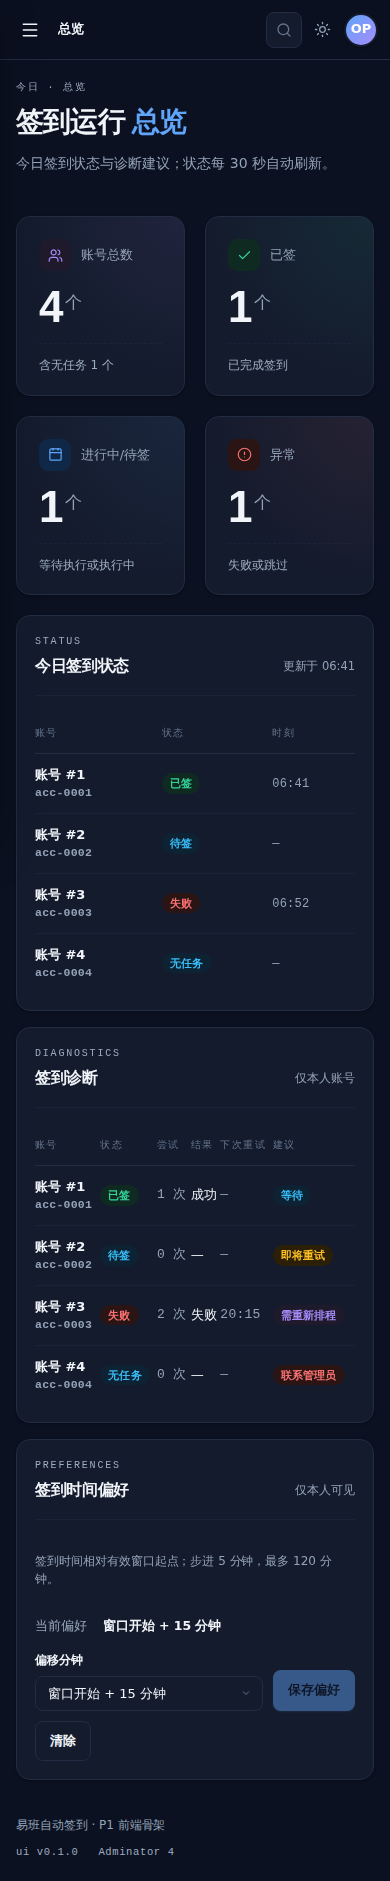 总览
OP
今日 · 总览
签到运行 总览
今日签到状态与诊断建议；状态每 30 秒自动刷新。
账号总数
4个
含无任务 1 个
已签
1个
已完成签到
进行中/待签
1个
等待执行或执行中
异常
1个
失败或跳过
STATUS
今日签到状态 更新于 06:41
账号 状态 时刻
账号 #1 已签 06:41
acc-0001
账号 #2 待签 —
acc-0002
账号 #3 失败 06:52
acc-0003
账号 #4 无任务 —
acc-0004
DIAGNOSTICS
签到诊断 仅本人账号
账号 状态 尝试 结果 下次重试 建议
账号 #1 已签 1 次 成功 — 等待
acc-0001
账号 #2 待签 0 次 — — 即将重试
acc-0002
账号 #3 失败 2 次 失败 20:15 需重新排程
acc-0003
账号 #4 无任务 0 次 — — 联系管理员
acc-0004
PREFERENCES
签到时间偏好 仅本人可见
签到时间相对有效窗口起点；步进 5 分钟，最多 120 分
钟。
当前偏好 窗口开始 + 15 分钟
偏移分钟
窗口开始 + 15 分钟 保存偏好
清除
易班自动签到 · P1 前端骨架
ui v0.1.0 Adminator 4